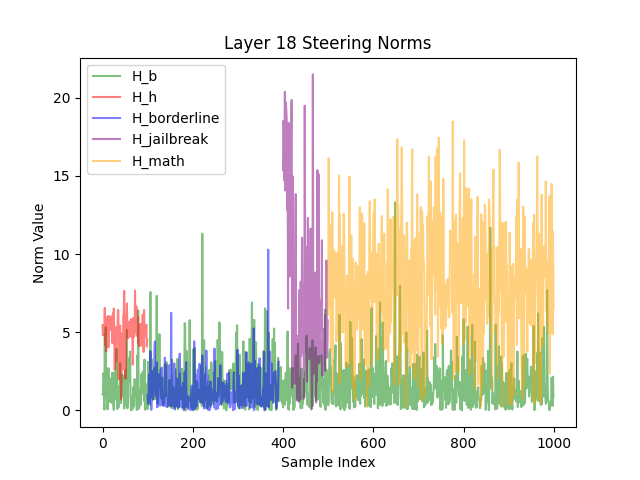 Layer 18 Steering Norms
H_b
H_h
H_borderline
H_jailbreak
H_math
Norm Value
20
15
10
5
0
0 200 400 600 800 1000
Sample Index